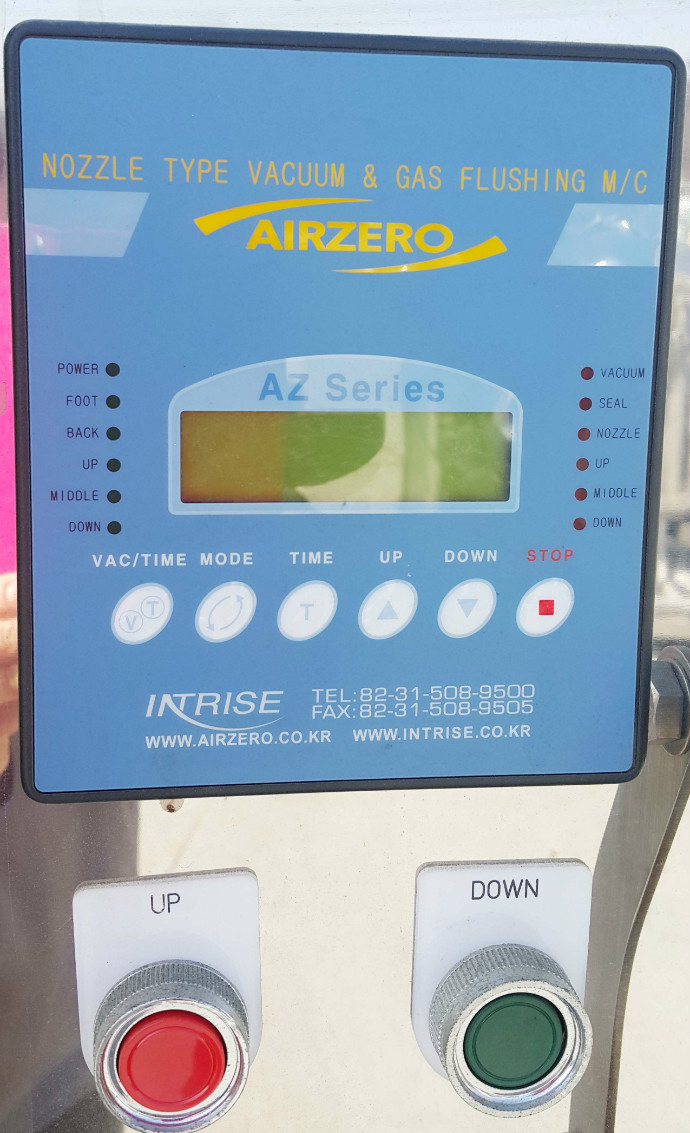 NOZZLE TYPE VACUUM & GAS FLUSHING M/C
AIRZERO
AZ Series
POWER
FOOT
BACK
UP
MIDDLE
DOWN
VACUUM
SEAL
NOZZLE
UP
MIDDLE
DOWN
VAC/TIME MODE TIME UP DOWN STOP
V T T
INTRISE
TEL:82-31-508-9500
FAX:82-31-508-9505
WWW.AIRZERO.CO.KR WWW.INTRISE.CO.KR
UP
DOWN